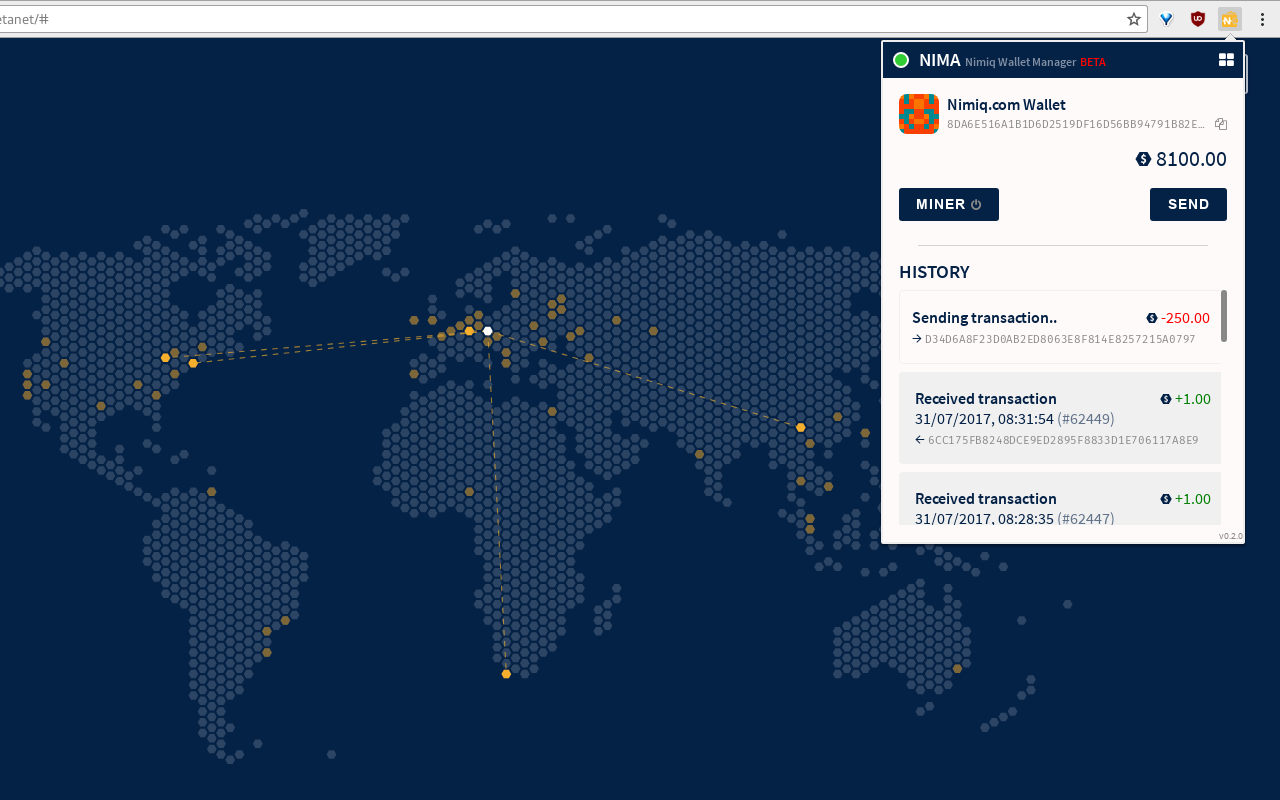 etanet/#
NIMA Nimiq Wallet Manager BETA
Nimiq.com Wallet
8DA6E516A1B1D6D2519DF16D56BB94791B82E...
8100.00
MINER
SEND
HISTORY
Sending transaction.. -250.00
→ D34D6A8F23D0AB2ED8063E8F814E8257215A0797
Received transaction +1.00
31/07/2017, 08:31:54 (#62449)
← 6CC175FB8248DCE9ED2895F8833D1E706117A8E9
Received transaction +1.00
31/07/2017, 08:28:35 (#62447)
v0.2.0